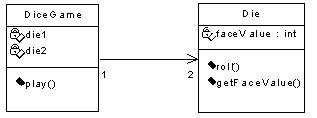 DiceGame
die1
die2
play()
1
2
Die
faceValue : int
roll()
getFaceValue()